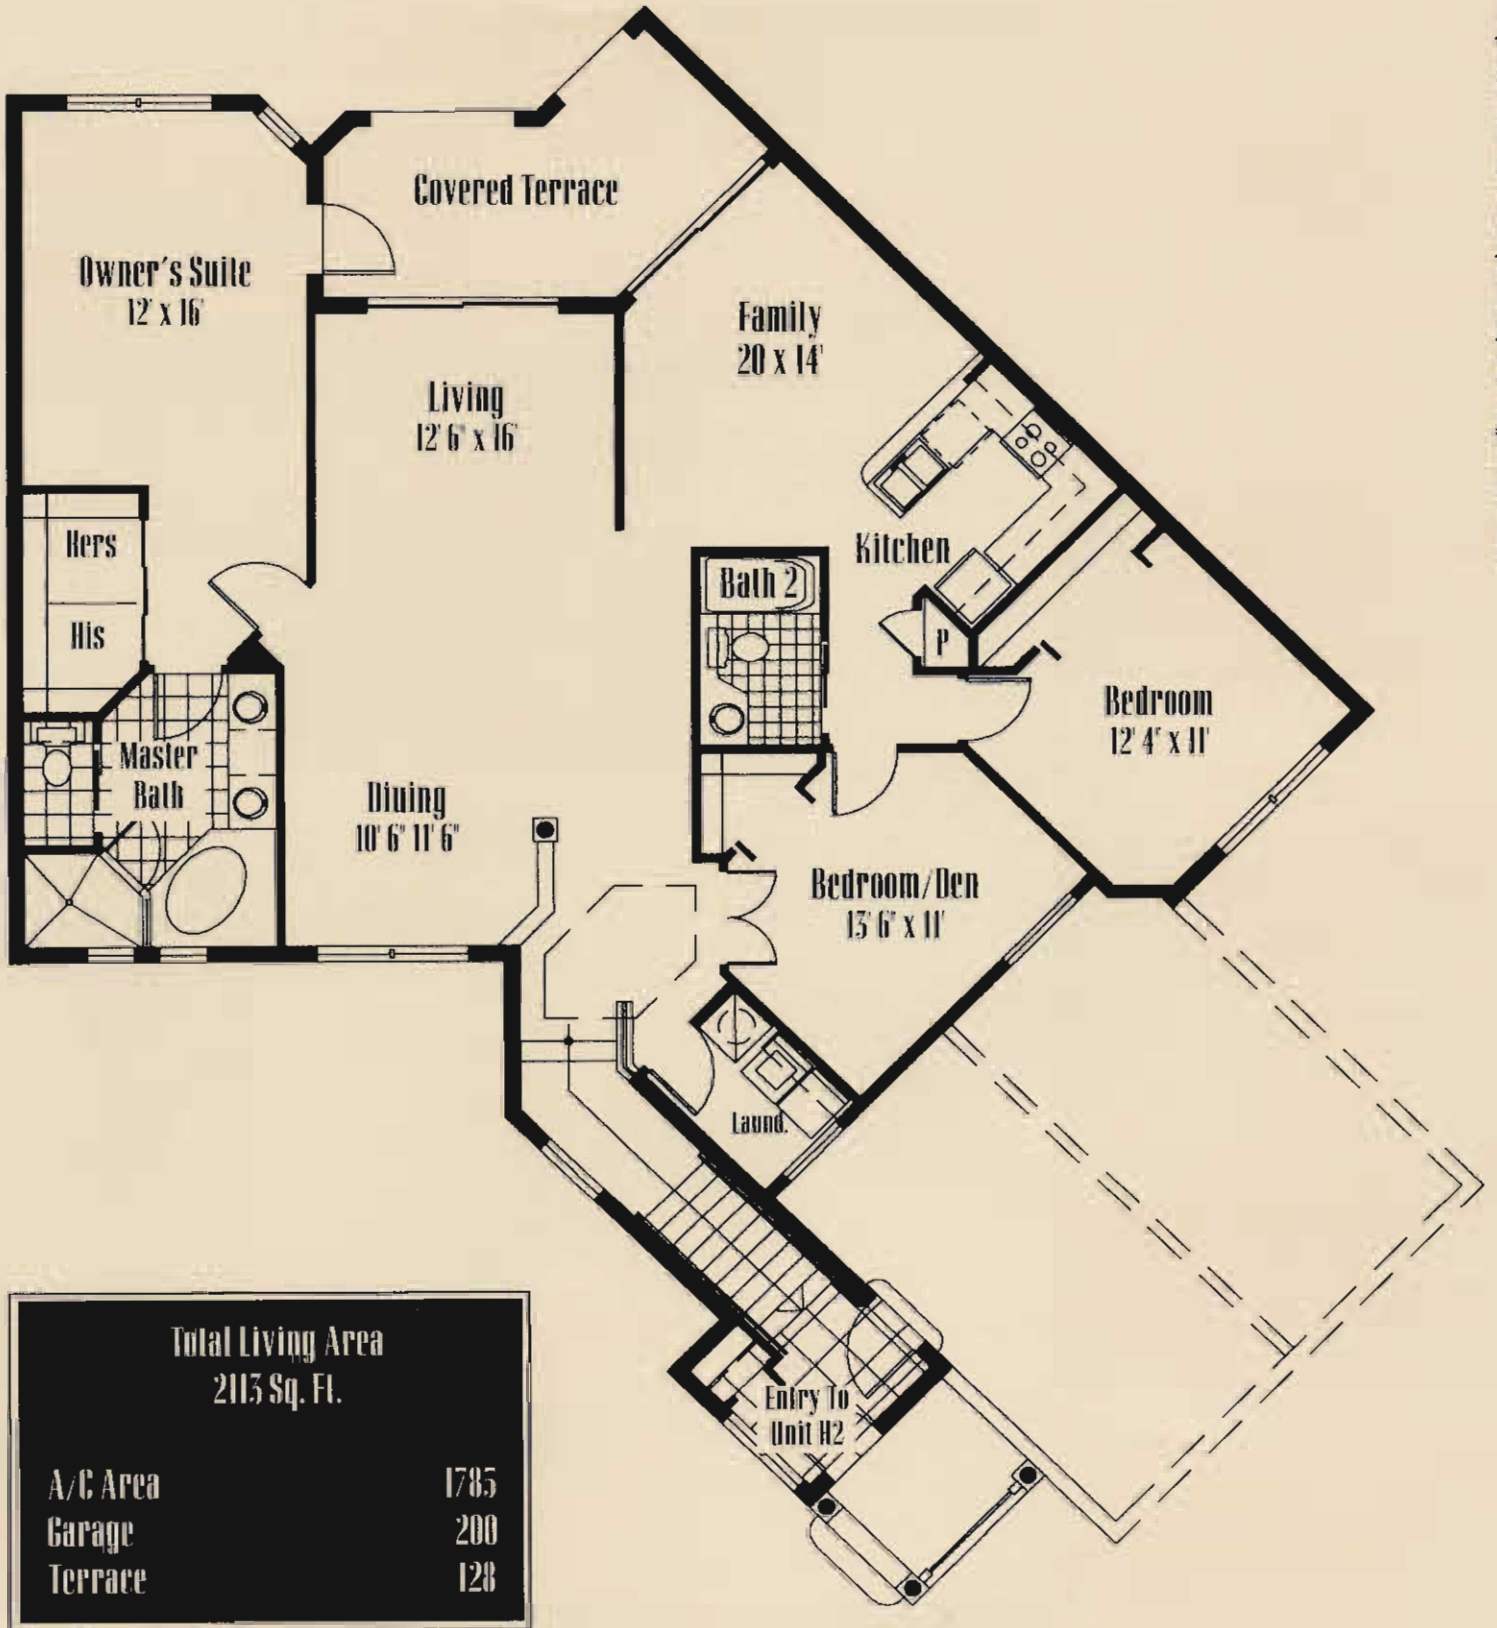 Covered Terrace
Owner's Suite
12' x 16'
Family
20 x 14'
Living
12' 6" x 16'
Hers
His
Kitchen
Bath 2
P
Bedroom
12' 4" x 11'
Master
Bath
Dining
10' 6" 11' 6"
Bedroom/Den
13' 6" x 11'
Laund.
Entry To
Unit H2
Total Living Area
2113 Sq. Ft.
A/C Area 1785
Garage 200
Terrace 128